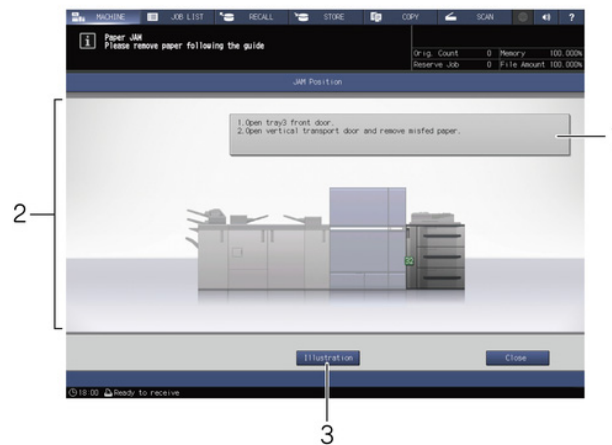 MACHINE JOB LIST RECALL STORE COPY SCAN ?
i Paper JAM
Please remove paper following the guide
Orig. Count 0 Memory 100.000%
Reserve Job 0 File Amount 100.000%
JAM Position
1.Open tray3 front door.
2.Open vertical transport door and remove misfed paper.
2
3
Illustration Close
18:00 Ready to receive